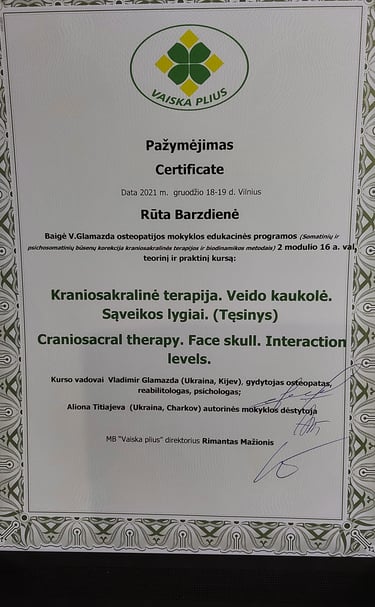 VAISKA PLIUS
Pažymėjimas
Certificate
Data 2021 m. gruodžio 18-19 d. Vilnius
Rūta Barzdienė
Baigė V.Glamazda osteopatijos mokyklos edukacinės programos (Somatinių ir
psichosomatinių būsenų korekcija kraniosakralinės terapijos ir biodinamikos metodais) 2 modulio 16 a. val.
teorinį ir praktinį kursą:
Kraniosakralinė terapija. Veido kaukolė.
Sąveikos lygiai. (Tęsinys)
Craniosacral therapy. Face skull. Interaction
levels.
Kurso vadovai Vladimir Glamazda (Ukraina, Kijev), gydytojas osteopatas,
reabilitologas, psichologas;
Aliona Titiajeva (Ukraina, Charkov) autorinės mokyklos dėstytoja
MB "Vaiska plius" direktorius Rimantas Mažionis